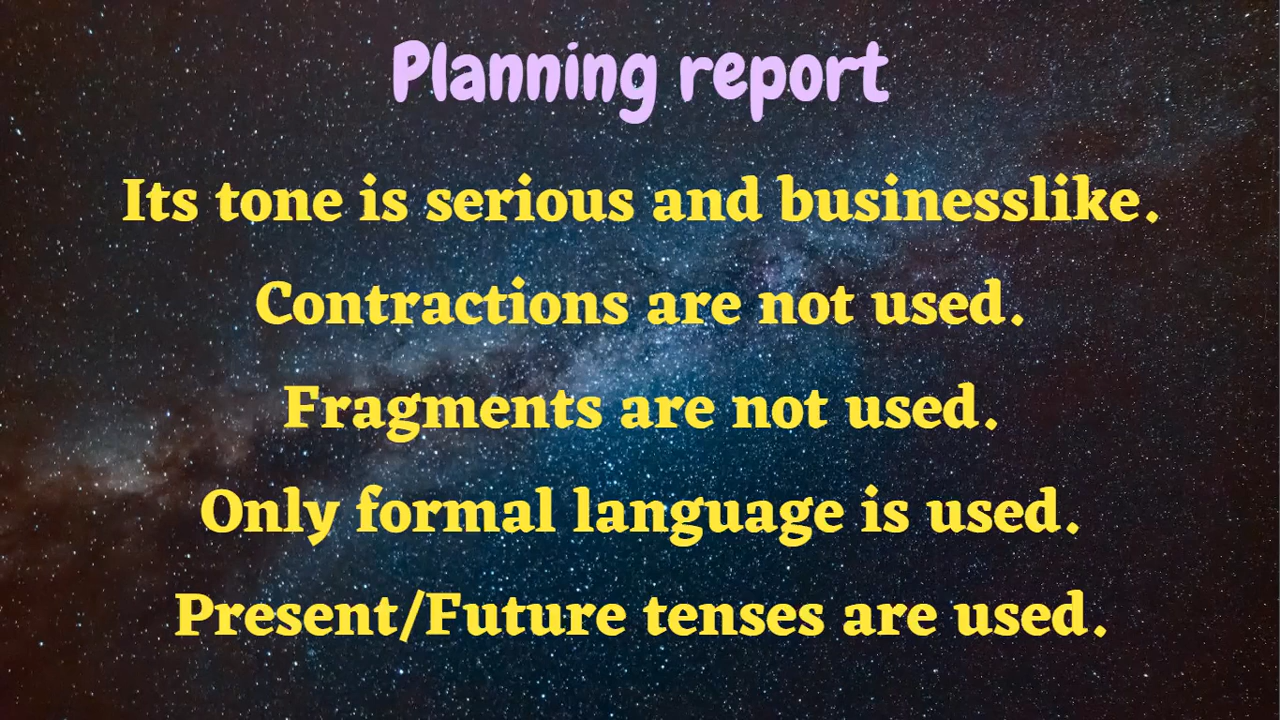 Planning report
Its tone is serious and businesslike.
Contractions are not used.
Fragments are not used.
Only formal language is used.
Present/Future tenses are used.